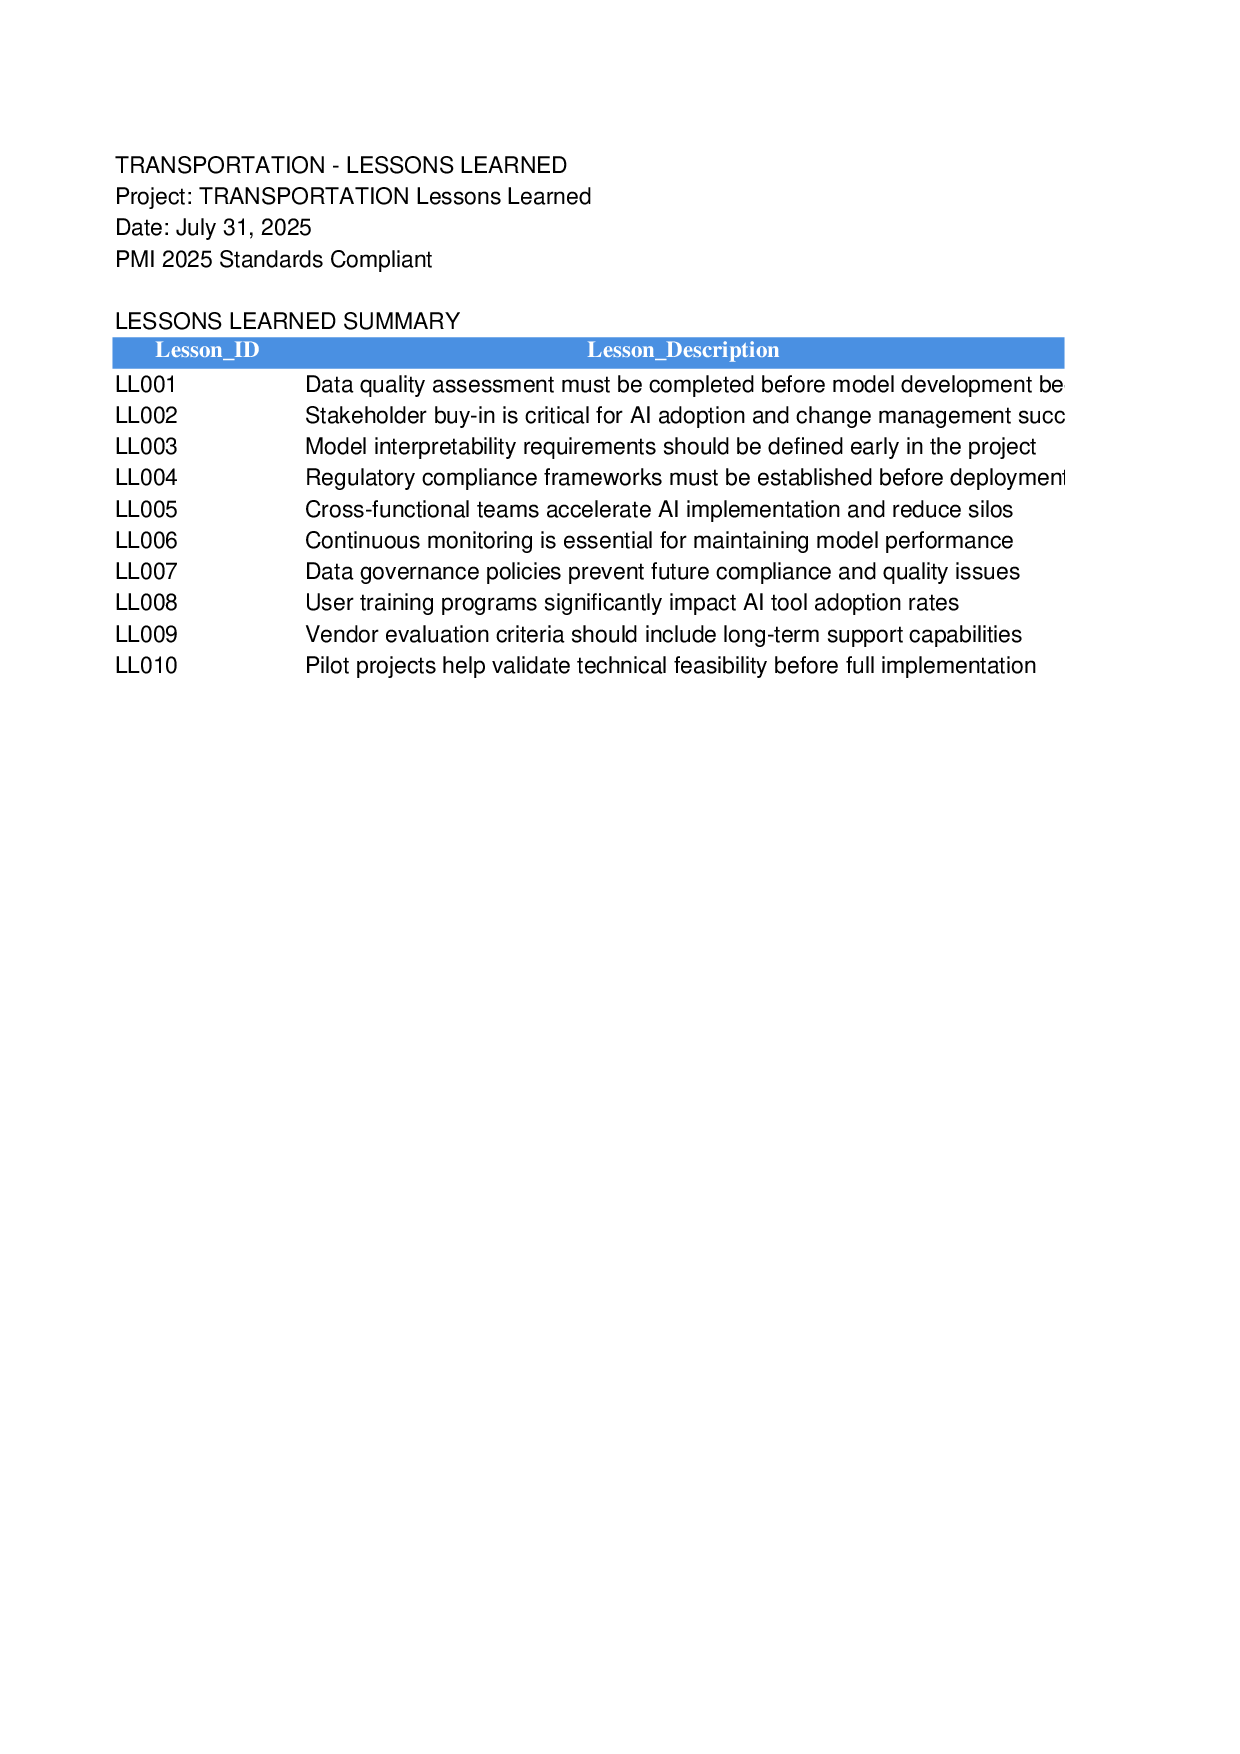 TRANSPORTATION - LESSONS LEARNED
Project: TRANSPORTATION Lessons Learned
Date: July 31, 2025
PMI 2025 Standards Compliant
LESSONS LEARNED SUMMARY
Lesson_ID Lesson_Description
LL001 Data quality assessment must be completed before model development be
LL002 Stakeholder buy-in is critical for AI adoption and change management succ
LL003 Model interpretability requirements should be defined early in the project
LL004 Regulatory compliance frameworks must be established before deployment
LL005 Cross-functional teams accelerate AI implementation and reduce silos
LL006 Continuous monitoring is essential for maintaining model performance
LL007 Data governance policies prevent future compliance and quality issues
LL008 User training programs significantly impact AI tool adoption rates
LL009 Vendor evaluation criteria should include long-term support capabilities
LL010 Pilot projects help validate technical feasibility before full implementation